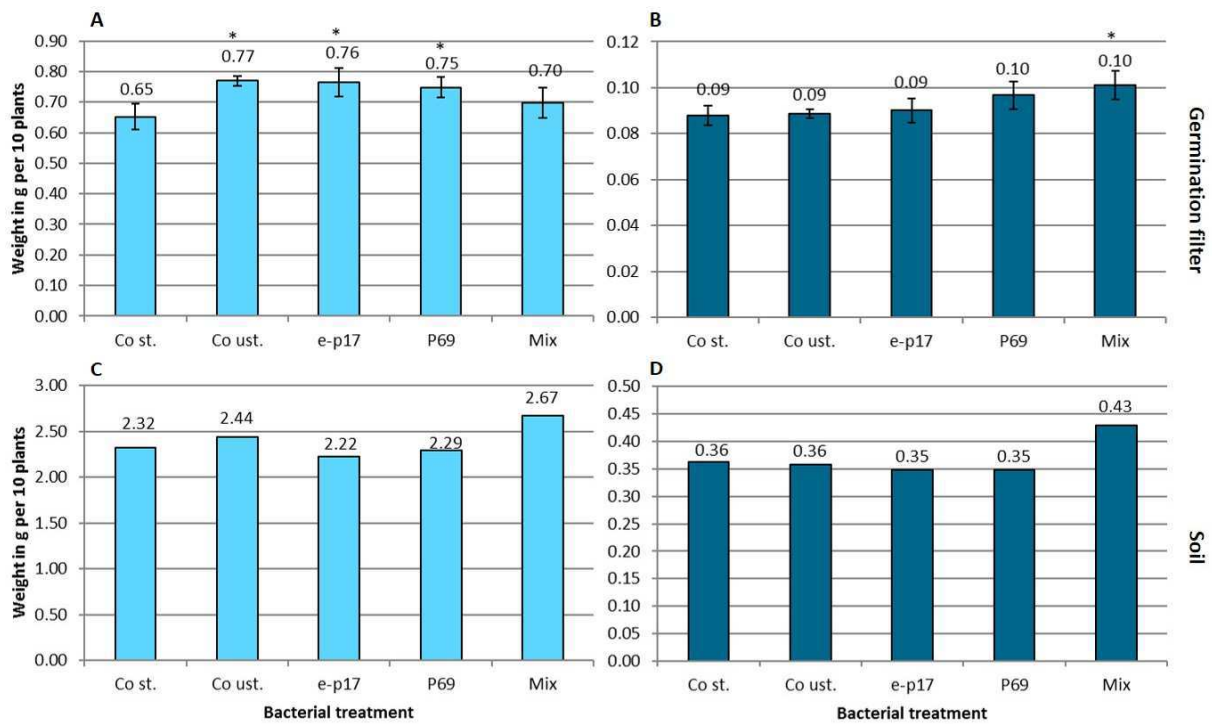 A
B
Weight in g per 10 plants
0.90
0.80
0.70
0.60
0.50
0.40
0.30
0.20
0.10
0.00
0.65
*
0.77
*
0.76
*
0.75
0.70
Co st.
Co ust.
e-p17
P69
Mix
0.12
0.10
0.08
0.06
0.04
0.02
0.00
0.09
0.09
0.09
0.10
*
0.10
Co st.
Co ust.
e-p17
P69
Mix
Germination filter
C
D
Weight in g per 10 plants
3.00
2.50
2.00
1.50
1.00
0.50
0.00
2.32
2.44
2.22
2.29
2.67
Co st.
Co ust.
e-p17
P69
Mix
Bacterial treatment
0.50
0.45
0.40
0.35
0.30
0.25
0.20
0.15
0.10
0.05
0.00
0.36
0.36
0.35
0.35
0.43
Co st.
Co ust.
e-p17
P69
Mix
Bacterial treatment
Soil